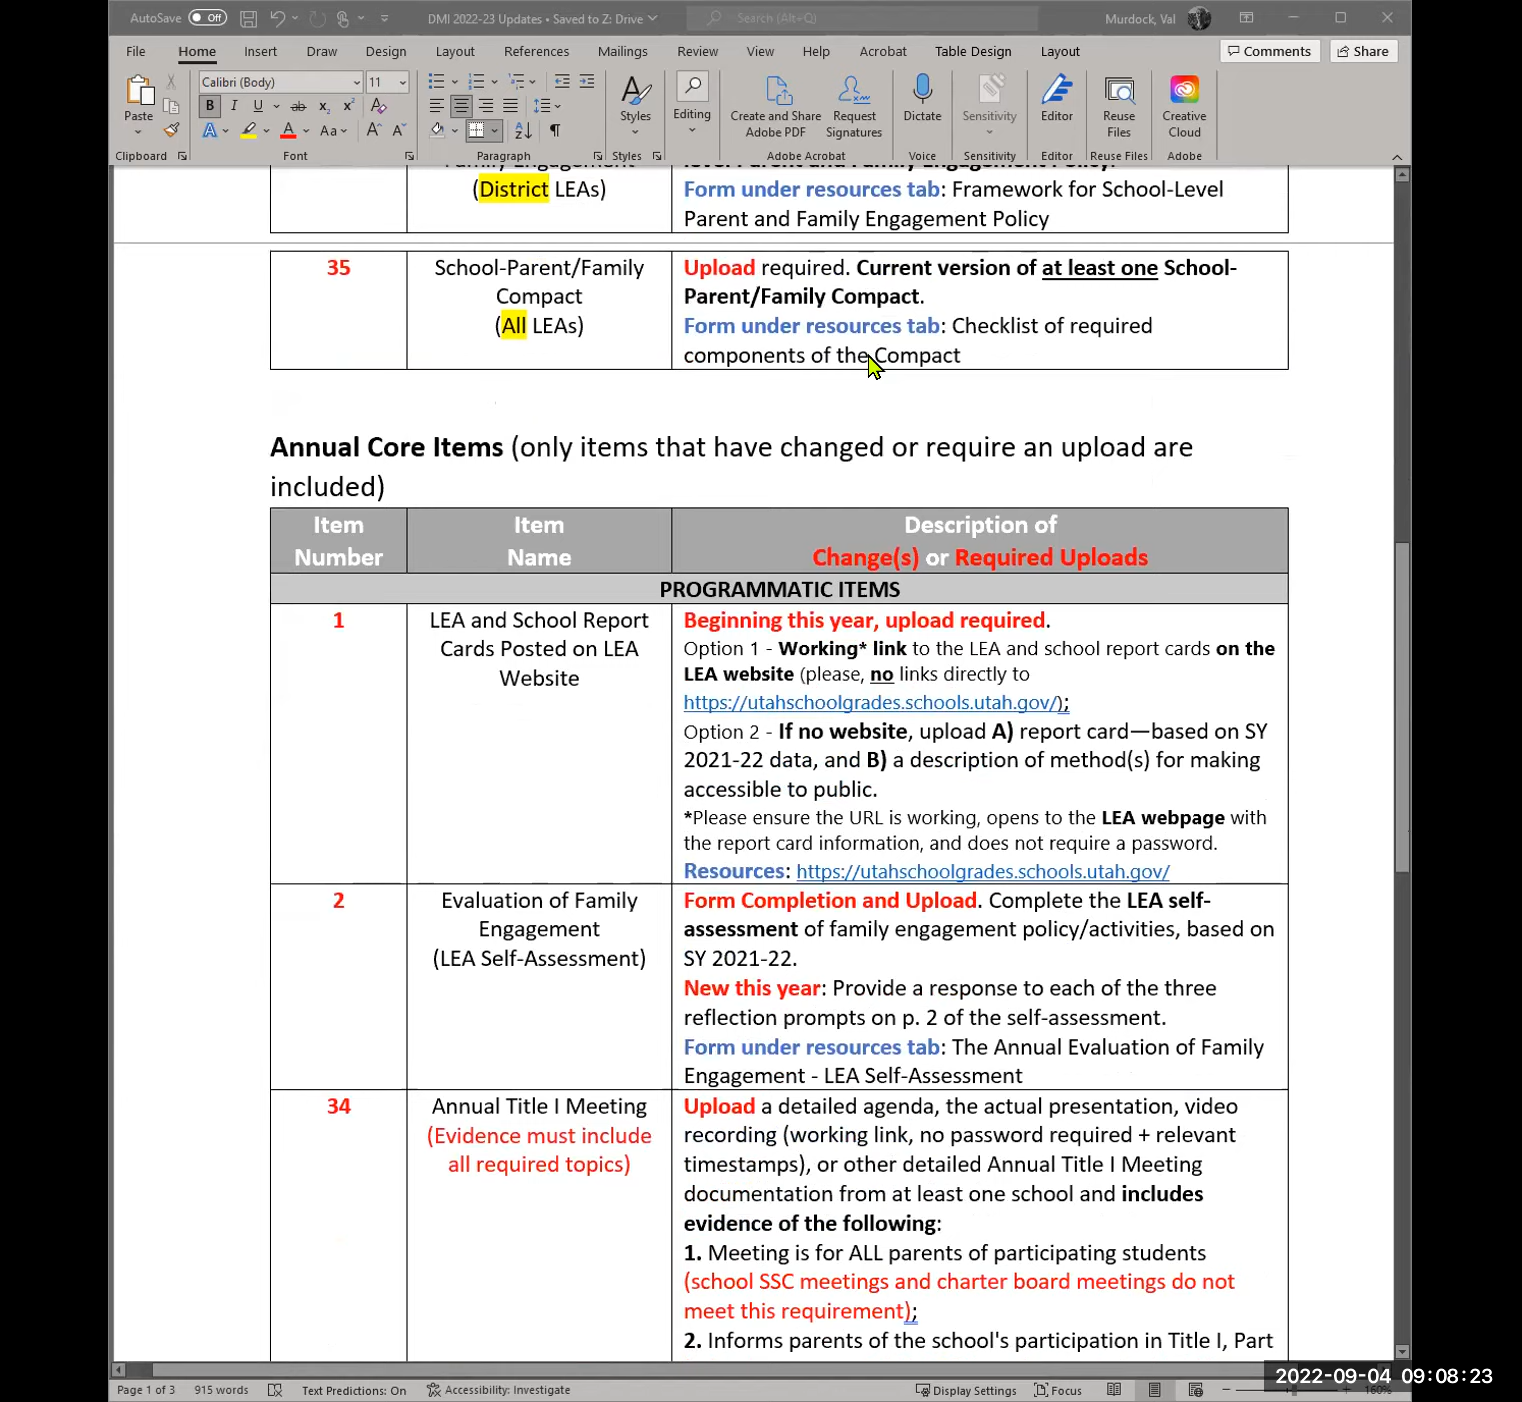 AutoSave Off DMI 2022-23 Updates • Saved to Z: Drive Search (Alt+Q) Murdock, Val
File Home Insert Draw Design Layout References Mailings Review View Help Acrobat Table Design Layout Comments Share
Calibri (Body) 11
Paste
B I U ab x₂ x²
A A Aa A A
Styles
Editing
Create and Share
Adobe PDF
Request
Signatures
Dictate
Sensitivity
Editor
Reuse
Files
Creative
Cloud
Clipboard Font Paragraph Styles Adobe Acrobat Voice Sensitivity Editor Reuse Files Adobe
Family Engagement
(District LEAs)
level Parent and Family Engagement Policy.
Form under resources tab: Framework for School-Level
Parent and Family Engagement Policy
35
School-Parent/Family
Compact
(All LEAs)
Upload required. Current version of at least one School-
Parent/Family Compact.
Form under resources tab: Checklist of required
components of the Compact
Annual Core Items (only items that have changed or require an upload are
included)
Item
Number
Item
Name
Description of
Change(s) or Required Uploads
PROGRAMMATIC ITEMS
1
LEA and School Report
Cards Posted on LEA
Website
Beginning this year, upload required.
Option 1 - Working* link to the LEA and school report cards on the
LEA website (please, no links directly to
https://utahschoolgrades.schools.utah.gov/);
Option 2 - If no website, upload A) report card—based on SY
2021-22 data, and B) a description of method(s) for making
accessible to public.
*Please ensure the URL is working, opens to the LEA webpage with
the report card information, and does not require a password.
Resources: https://utahschoolgrades.schools.utah.gov/
2
Evaluation of Family
Engagement
(LEA Self-Assessment)
Form Completion and Upload. Complete the LEA self-
assessment of family engagement policy/activities, based on
SY 2021-22.
New this year: Provide a response to each of the three
reflection prompts on p. 2 of the self-assessment.
Form under resources tab: The Annual Evaluation of Family
Engagement - LEA Self-Assessment
34
Annual Title I Meeting
(Evidence must include
all required topics)
Upload a detailed agenda, the actual presentation, video
recording (working link, no password required + relevant
timestamps), or other detailed Annual Title I Meeting
documentation from at least one school and includes
evidence of the following:
1. Meeting is for ALL parents of participating students
(school SSC meetings and charter board meetings do not
meet this requirement);
2. Informs parents of the school's participation in Title I, Part
Page 1 of 3 915 words Text Predictions: On Accessibility: Investigate Display Settings Focus 160%
2022-09-04 09:08:23